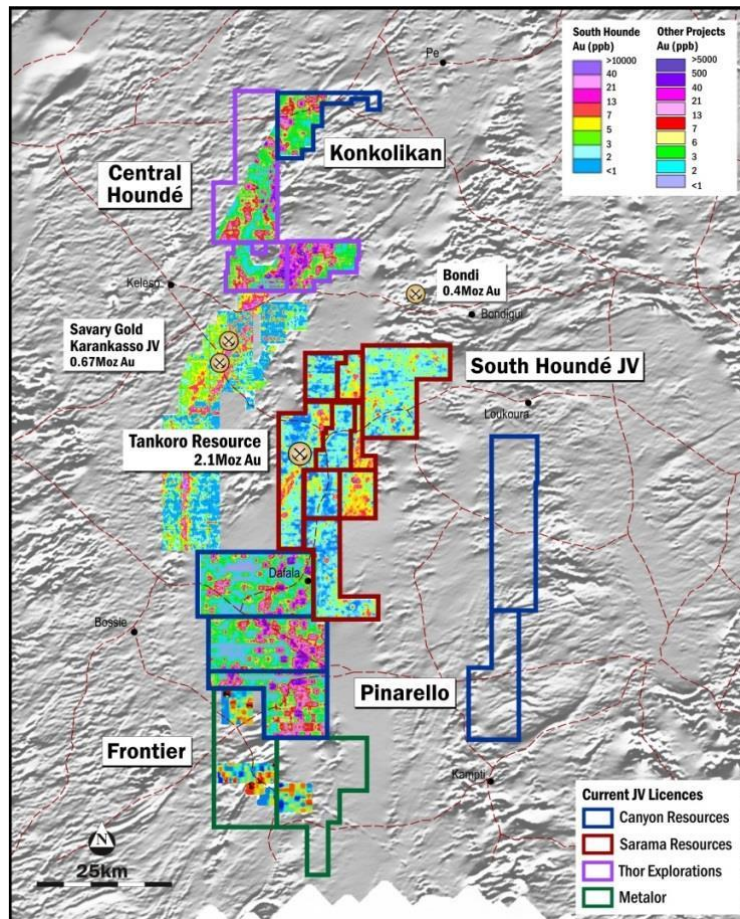 South Hounde
Au (ppb)
>10000
40
21
13
7
5
3
2
<1
Other Projects
Au (ppb)
>5000
500
40
21
13
7
6
3
2
<1
Pe
Konkolikan
Central
Houndé
Bondi
0.4Moz Au
Bondigui
Savary Gold
Karankasso JV
0.67Moz Au
South Houndé JV
Loukoura
Tankoro Resource
2.1Moz Au
Dafala
Bossie
Pinarello
Frontier
Kampti
N
25km
Current JV Licences
Canyon Resources
Sarama Resources
Thor Explorations
Metalor